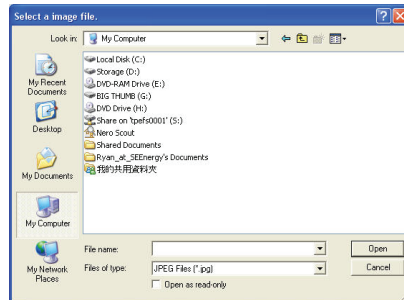 Select a image file.
Look in:
My Computer
My Recent Documents
Desktop
My Documents
My Computer
My Network Places
Local Disk (C:)
Storage (D:)
DVD-RAM Drive (E:)
BIG THUMB (G:)
DVD Drive (H:)
Share on 'tpefs0001' (S:)
Nero Scout
Shared Documents
Ryan_at_SEEnergy's Documents
我的共用資料夾
File name:
Open
Files of type:
JPEG Files (*.jpg)
Cancel
Open as read-only